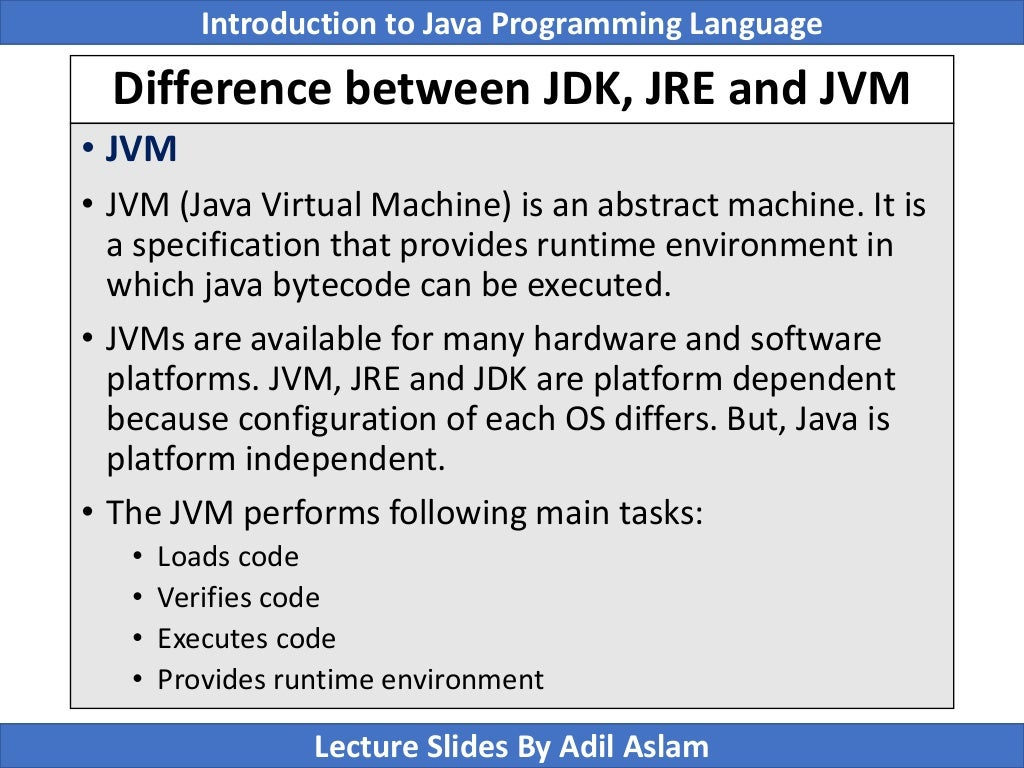 Introduction to Java Programming Language
Difference between JDK, JRE and JVM
• JVM
• JVM (Java Virtual Machine) is an abstract machine. It is
a specification that provides runtime environment in
which java bytecode can be executed.
• JVMs are available for many hardware and software
platforms. JVM, JRE and JDK are platform dependent
because configuration of each OS differs. But, Java is
platform independent.
• The JVM performs following main tasks:
• Loads code
• Verifies code
• Executes code
• Provides runtime environment
Lecture Slides By Adil Aslam